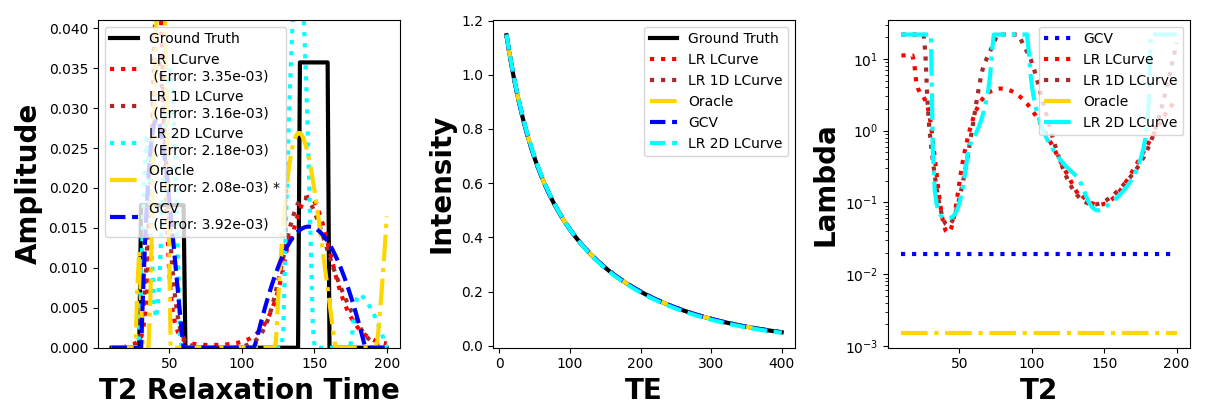 Amplitude
0.040
0.035
0.030
0.025
0.020
0.015
0.010
0.005
0.000
50
100
150
200
T2 Relaxation Time
Ground Truth
LR LCurve
(Error: 3.35e-03)
LR 1D LCurve
(Error: 3.16e-03)
LR 2D LCurve
(Error: 2.18e-03)
Oracle
(Error: 2.08e-03) *
GCV
(Error: 3.92e-03)
Intensity
1.2
1.0
0.8
0.6
0.4
0.2
0.0
0
100
200
300
400
TE
Ground Truth
LR LCurve
LR 1D LCurve
Oracle
GCV
LR 2D LCurve
Lambda
10¹
10⁰
10⁻¹
10⁻²
10⁻³
50
100
150
200
T2
GCV
LR LCurve
LR 1D LCurve
Oracle
LR 2D LCurve